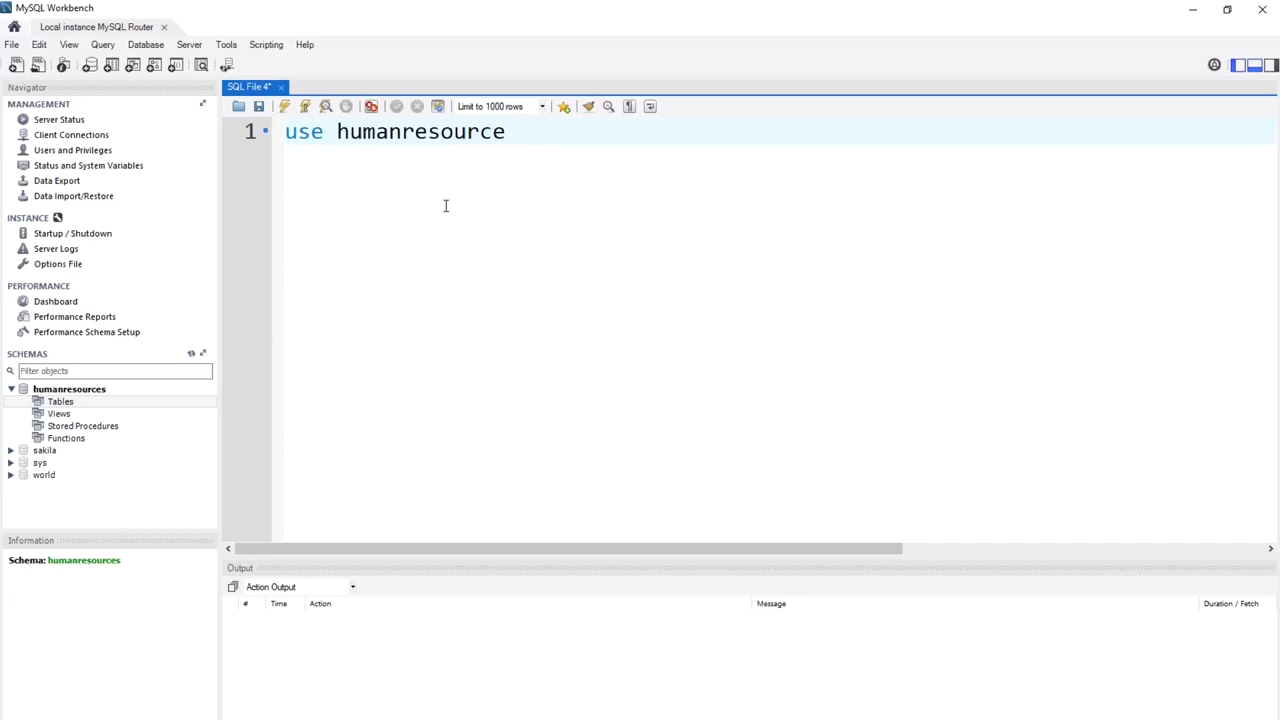 MySQL Workbench
Local instance MySQL Router
File Edit View Query Database Server Tools Scripting Help
Navigator
SQL File 4*
MANAGEMENT
Server Status
Client Connections
Users and Privileges
Status and System Variables
Data Export
Data Import/Restore
INSTANCE
Startup / Shutdown
Server Logs
Options File
PERFORMANCE
Dashboard
Performance Reports
Performance Schema Setup
SCHEMAS
Filter objects
humanresources
Tables
Views
Stored Procedures
Functions
sakila
sys
world
Information
Schema: humanresources
Limit to 1000 rows
1 use humanresource
Output
Action Output
# Time Action Message Duration / Fetch